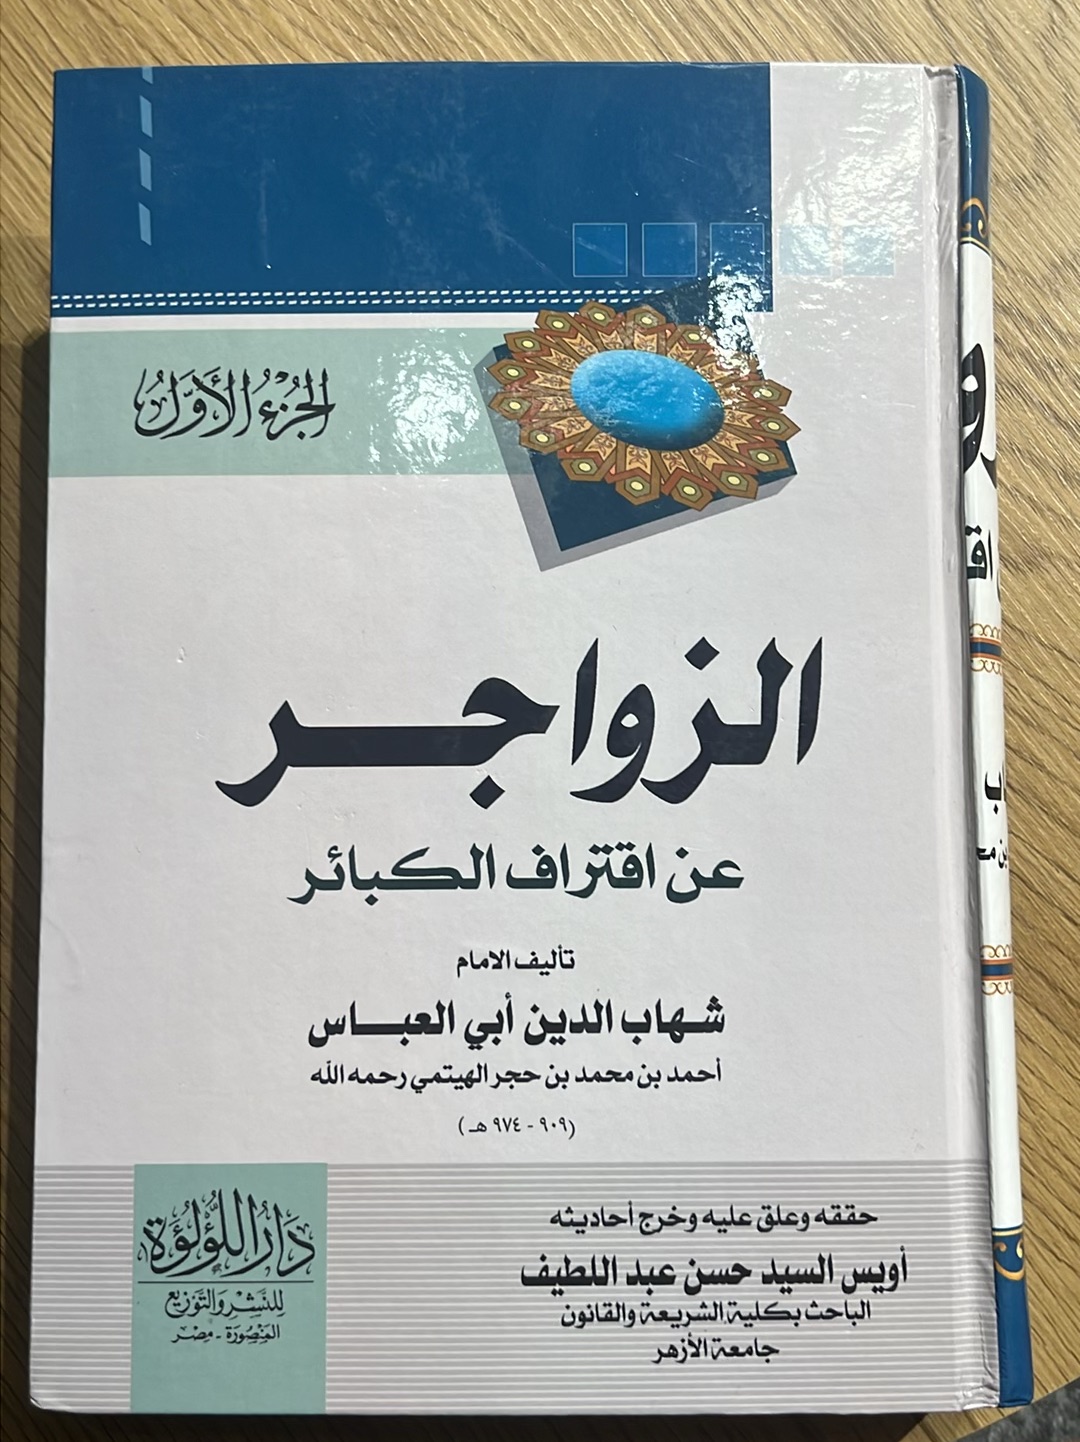 الجزء الأول
الزواجر
عن اقتراف الكبائر
تأليف الامام
شهاب الدين أبي العباس
أحمد بن محمد بن حجر الهيتمي رحمه الله
(٩٠٩ - ٩٧٤ هـ)
حققه وعلق عليه وخرج أحاديثه
أويس السيد حسن عبد اللطيف
الباحث بكلية الشريعة والقانون
جامعة الأزهر
دار اللؤلؤة
للنشر والتوزيع
المنصورة - مصر